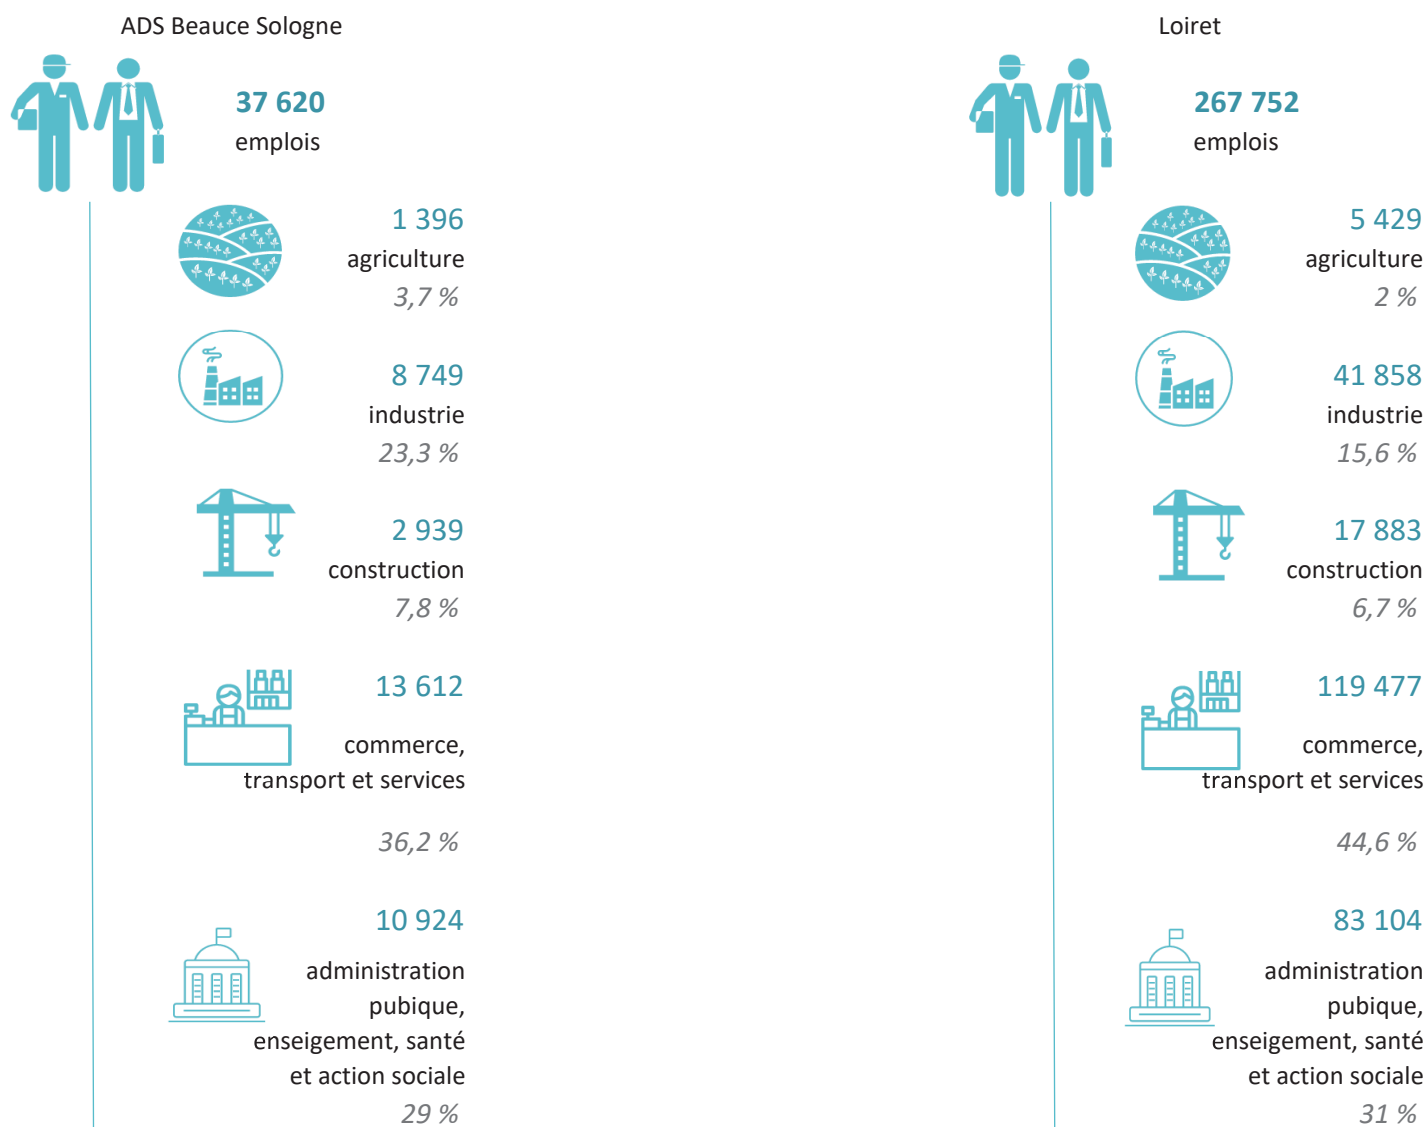 ADS Beauce Sologne
37 620
emplois
1 396
agriculture
3,7 %
8 749
industrie
23,3 %
2 939
construction
7,8 %
13 612
commerce,
transport et services
36,2 %
10 924
administration
pubique,
enseigement, santé
et action sociale
29 %
Loiret
267 752
emplois
5 429
agriculture
2 %
41 858
industrie
15,6 %
17 883
construction
6,7 %
119 477
commerce,
transport et services
44,6 %
83 104
administration
pubique,
enseigement, santé
et action sociale
31 %